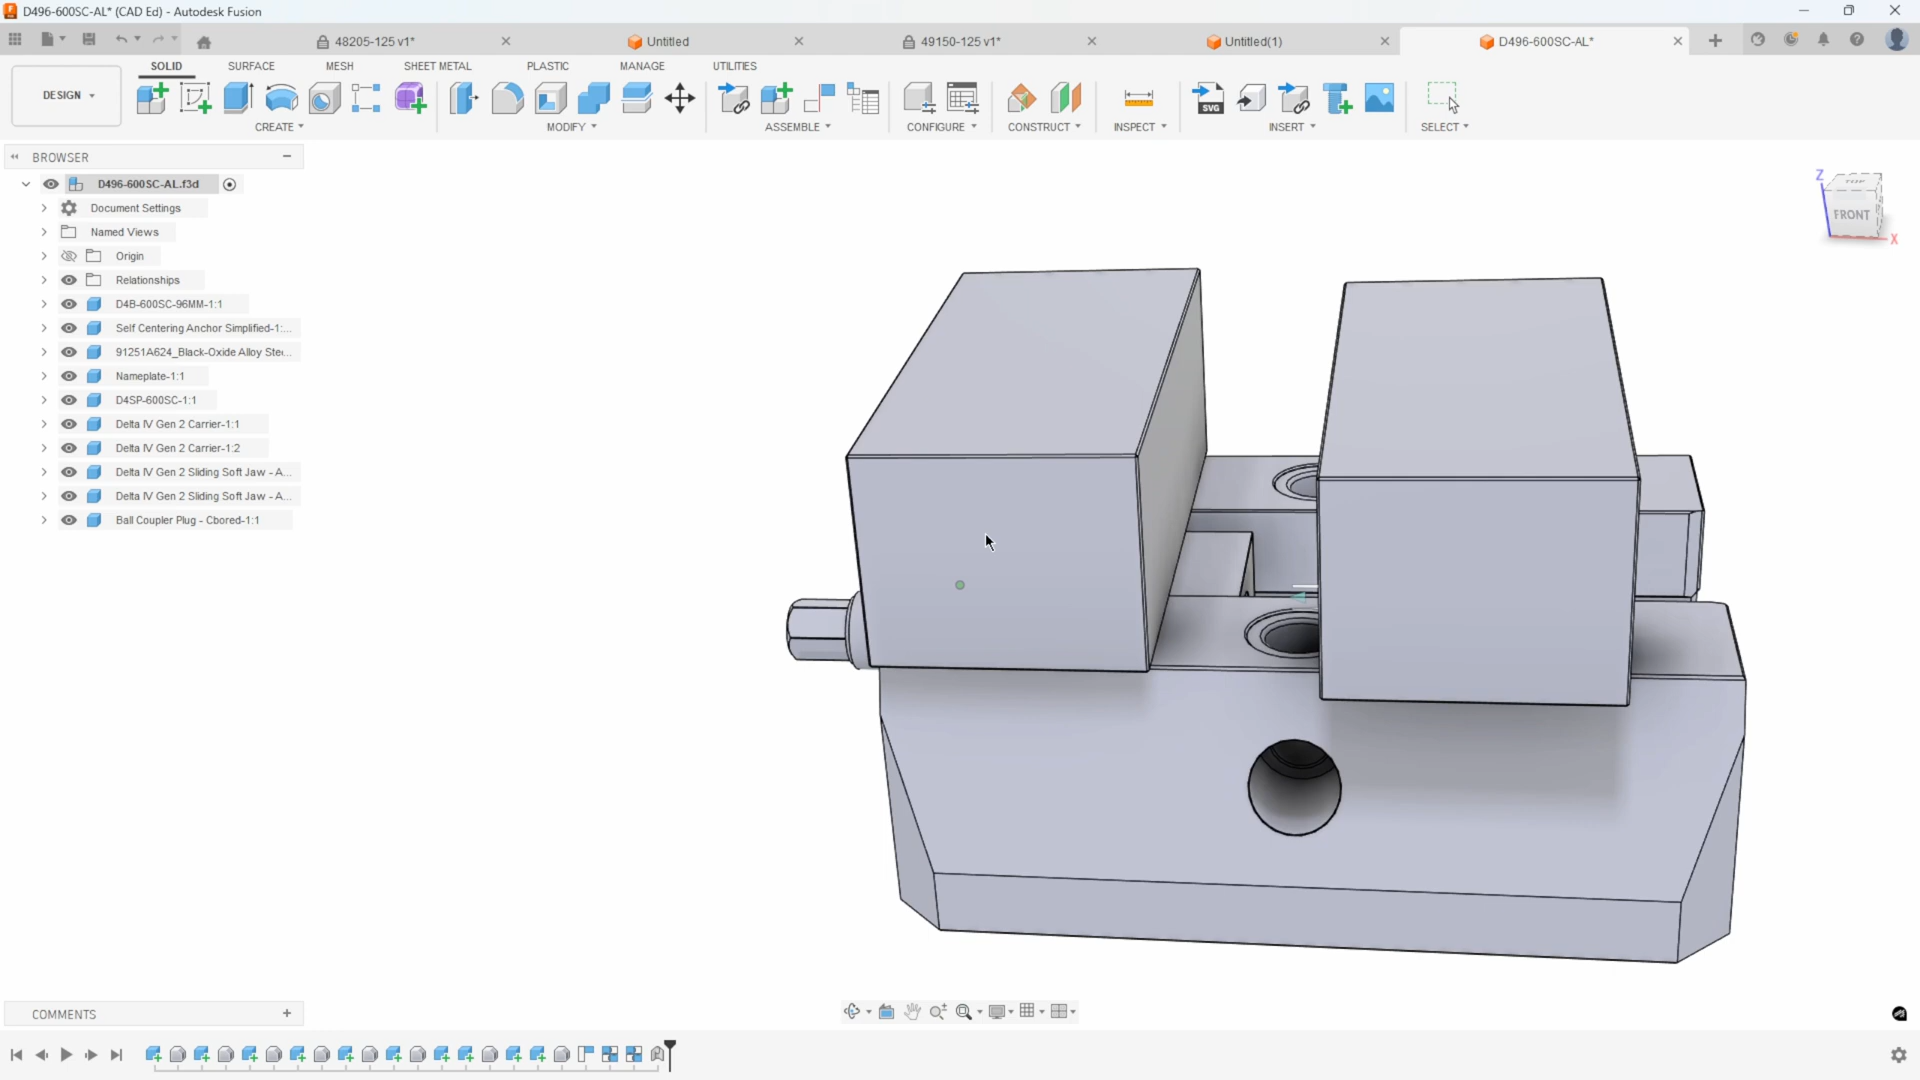 D496-600SC-AL* (CAD Ed) - Autodesk Fusion
48205-125 v1*
Untitled
49150-125 v1*
Untitled(1)
D496-600SC-AL*
SOLID
SURFACE
MESH
SHEET METAL
PLASTIC
MANAGE
UTILITIES
DESIGN
SVG
CREATE
MODIFY
ASSEMBLE
CONFIGURE
CONSTRUCT
INSPECT
INSERT
SELECT
BROWSER
D496-600SC-AL.f3d
Document Settings
Named Views
Origin
Relationships
D4B-600SC-96MM-1:1
Self Centering Anchor Simplified-1:...
91251A624_Black-Oxide Alloy Stee...
Nameplate-1:1
D4SP-600SC-1:1
Delta IV Gen 2 Carrier-1:1
Delta IV Gen 2 Carrier-1:2
Delta IV Gen 2 Sliding Soft Jaw - A...
Delta IV Gen 2 Sliding Soft Jaw - A...
Ball Coupler Plug - Cbored-1:1
Z
TOP
FRONT
X
COMMENTS